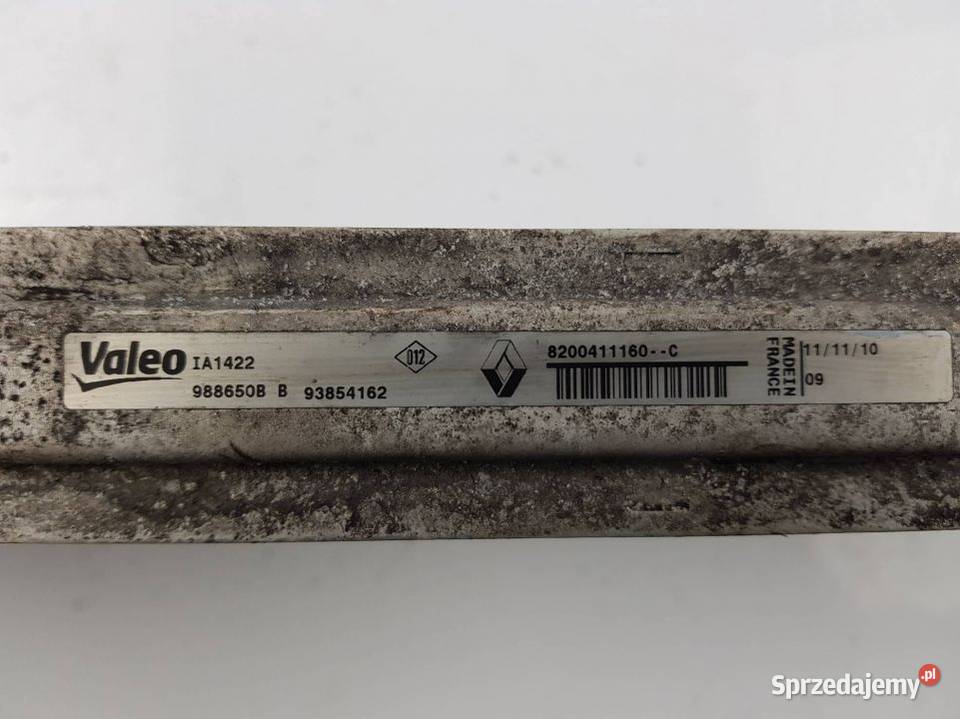 Valeo IA1422
988650B B 93854162
012
8200411160--C
MADE IN
FRANCE
11/11/10
09
Sprzedajemy.pl